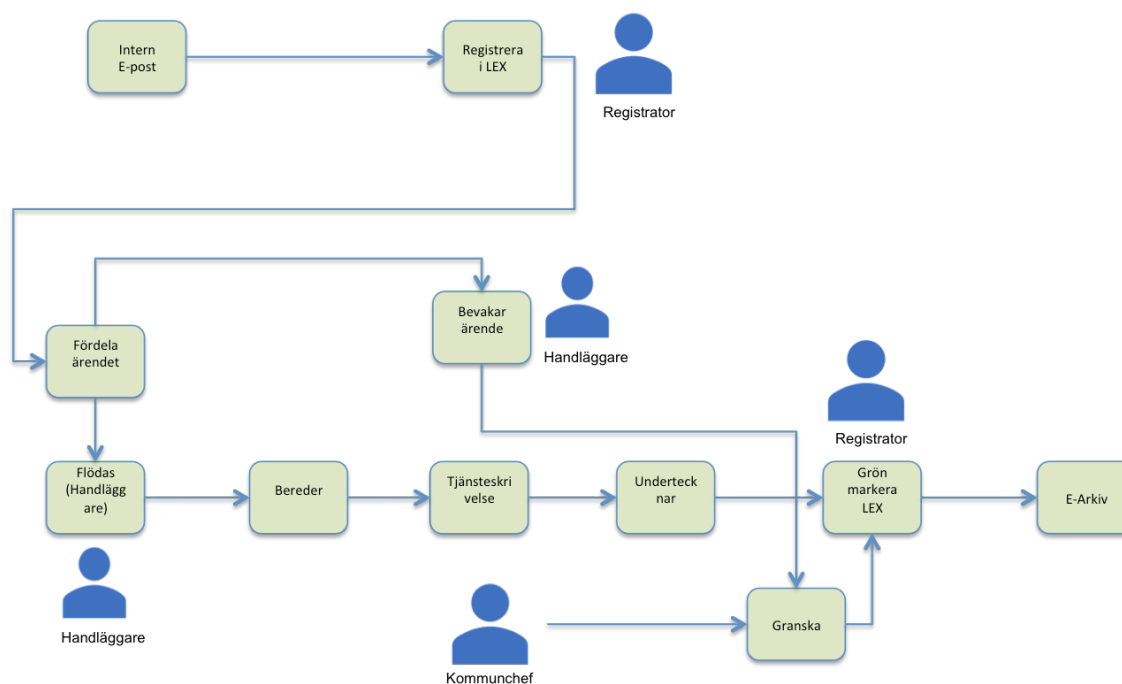 Intern
E-post
Registrera
i LEX
Registrator
Bevakar
ärende
Handläggare
Fördela
ärendet
Registrator
Flödas
(Handlägg
are)
Bereder
Tjänsteskri
velse
Underteck
nar
Grön
markera
LEX
E-Arkiv
Handläggare
Kommunchef
Granska